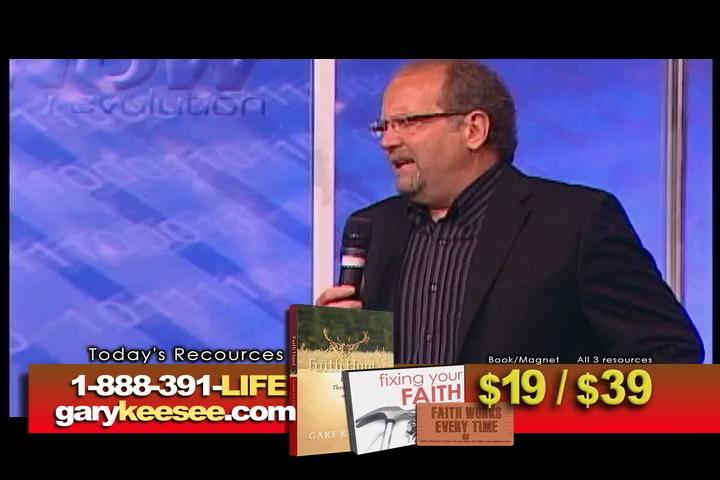 NOW
revolution
Today's Recources
1-888-391-LIFE
garykeesee.com
Faith Hunt
GARY K
fixing your
FAITH
FAITH WORKS
EVERY TIME
Book/Magnet
All 3 resources
$19 / $39